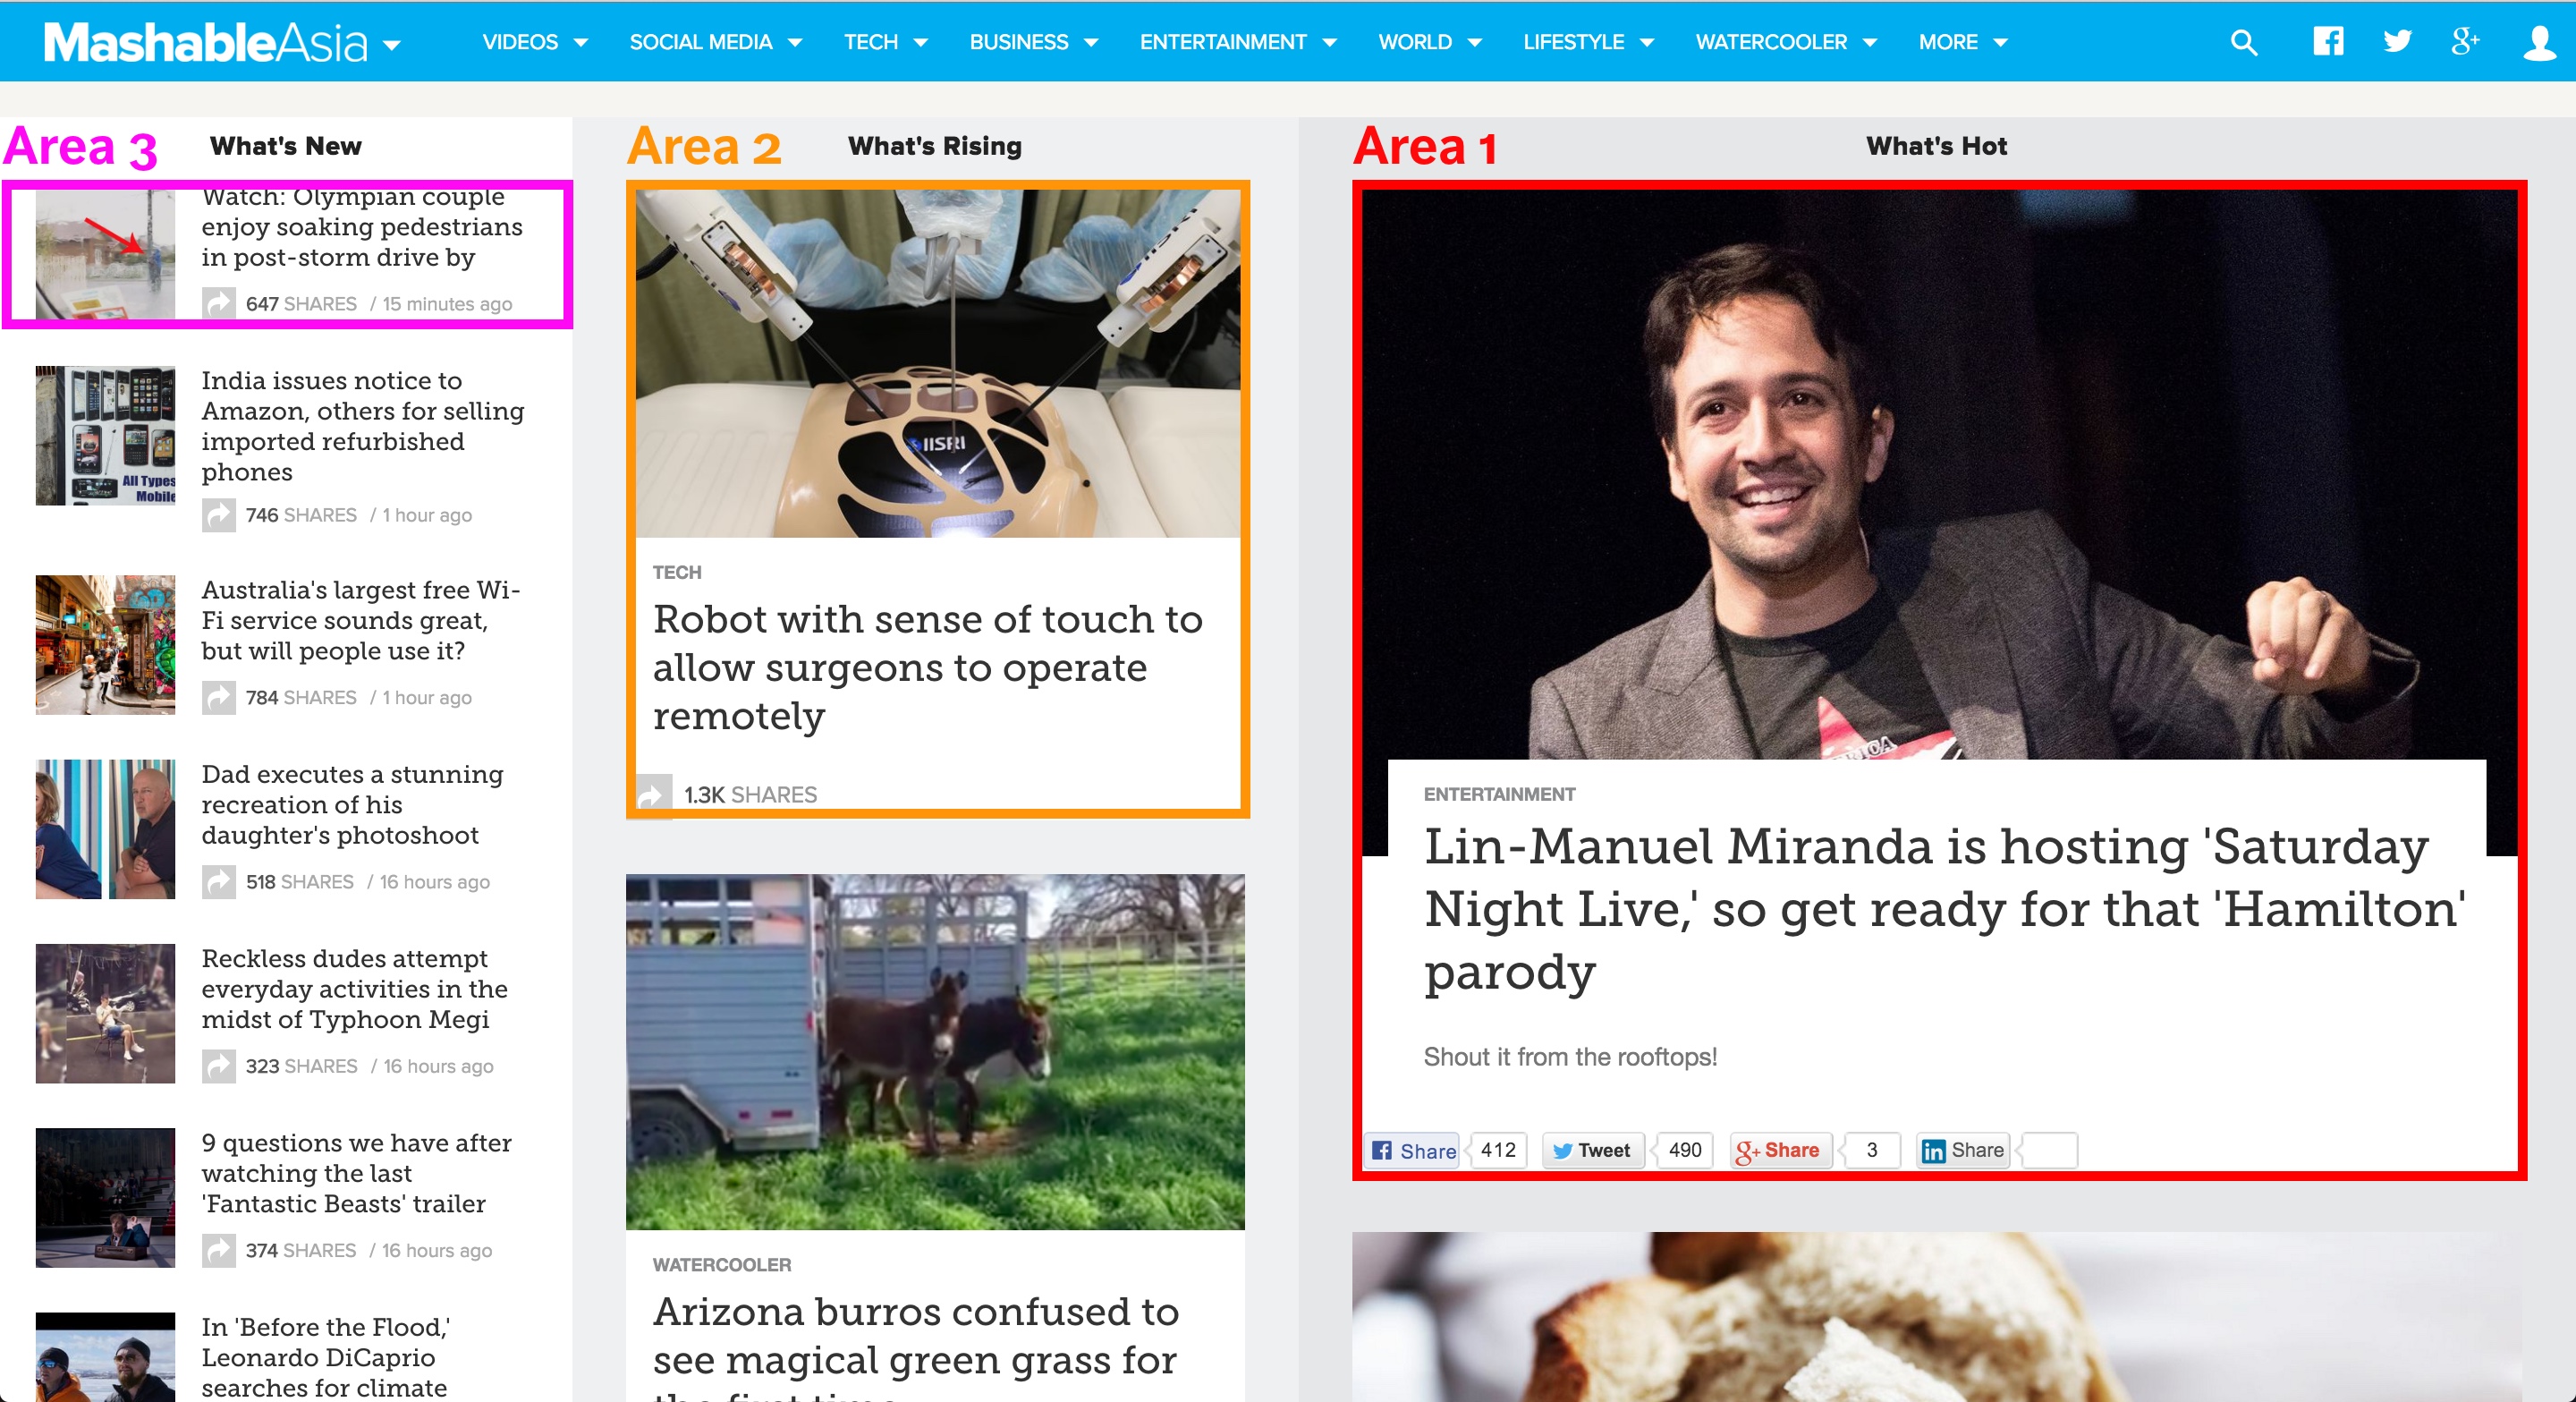 MashableAsia
VIDEOS
SOCIAL MEDIA
TECH
BUSINESS
ENTERTAINMENT
WORLD
LIFESTYLE
WATERCOOLER
MORE
g+
Area 3
What's New
Watch: Olympian couple
enjoy soaking pedestrians
in post-storm drive by
647 SHARES / 15 minutes ago
All Types
Mobile
India issues notice to
Amazon, others for selling
imported refurbished
phones
746 SHARES / 1 hour ago
Australia's largest free Wi-
Fi service sounds great,
but will people use it?
784 SHARES / 1 hour ago
Dad executes a stunning
recreation of his
daughter's photoshoot
518 SHARES / 16 hours ago
Reckless dudes attempt
everyday activities in the
midst of Typhoon Megi
323 SHARES / 16 hours ago
9 questions we have after
watching the last
'Fantastic Beasts' trailer
374 SHARES / 16 hours ago
In 'Before the Flood,'
Leonardo DiCaprio
searches for climate
Area 2
What's Rising
IISRI
TECH
Robot with sense of touch to
allow surgeons to operate
remotely
1.3K SHARES
WATERCOOLER
Arizona burros confused to
see magical green grass for
the first time
Area 1
What's Hot
ENTERTAINMENT
Lin-Manuel Miranda is hosting 'Saturday
Night Live,' so get ready for that 'Hamilton'
parody
Shout it from the rooftops!
Share 412 Tweet 490 g+ Share 3 in Share